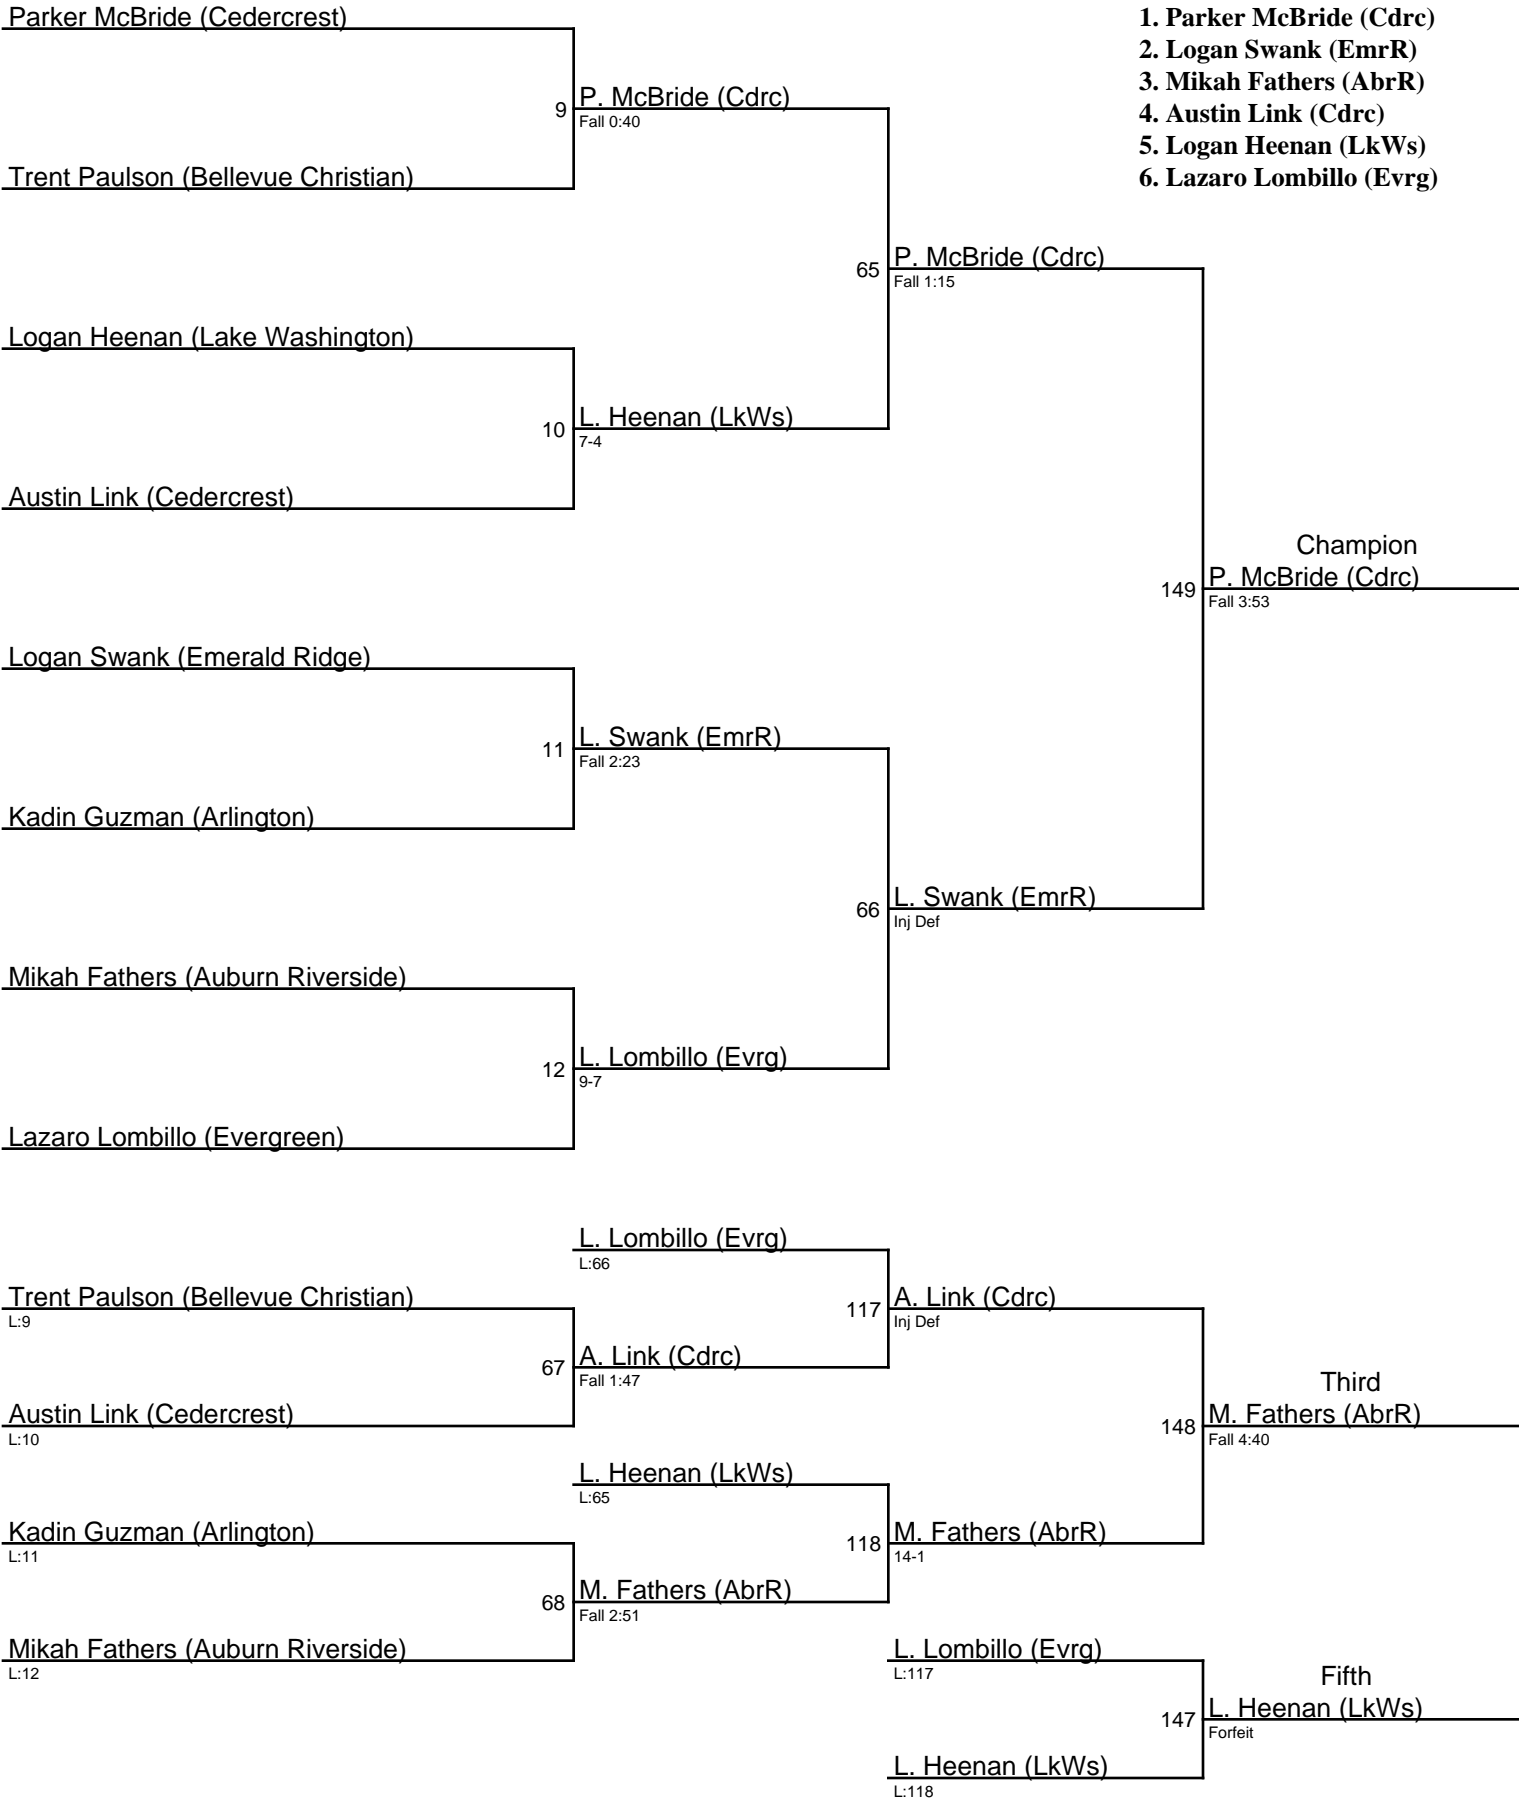 Parker McBride (Cedercrest)
1. Parker McBride (Cdrc)
2. Logan Swank (EmrR)
3. Mikah Fathers (AbrR)
4. Austin Link (Cdrc)
5. Logan Heenan (LkWs)
6. Lazaro Lombillo (Evrg)
9
P. McBride (Cdrc)
Fall 0:40
Trent Paulson (Bellevue Christian)
65
P. McBride (Cdrc)
Fall 1:15
Logan Heenan (Lake Washington)
10
L. Heenan (LkWs)
7-4
Austin Link (Cedercrest)
Champion
149
P. McBride (Cdrc)
Fall 3:53
Logan Swank (Emerald Ridge)
11
L. Swank (EmrR)
Fall 2:23
Kadin Guzman (Arlington)
66
L. Swank (EmrR)
Inj Def
Mikah Fathers (Auburn Riverside)
12
L. Lombillo (Evrg)
9-7
Lazaro Lombillo (Evergreen)
L. Lombillo (Evrg)
L:66
Trent Paulson (Bellevue Christian)
L:9
117
A. Link (Cdrc)
Inj Def
67
A. Link (Cdrc)
Fall 1:47
Austin Link (Cedercrest)
L:10
Third
148
M. Fathers (AbrR)
Fall 4:40
L. Heenan (LkWs)
L:65
Kadin Guzman (Arlington)
L:11
118
M. Fathers (AbrR)
14-1
68
M. Fathers (AbrR)
Fall 2:51
Mikah Fathers (Auburn Riverside)
L:12
L. Lombillo (Evrg)
L:117
Fifth
147
L. Heenan (LkWs)
Forfeit
L. Heenan (LkWs)
L:118